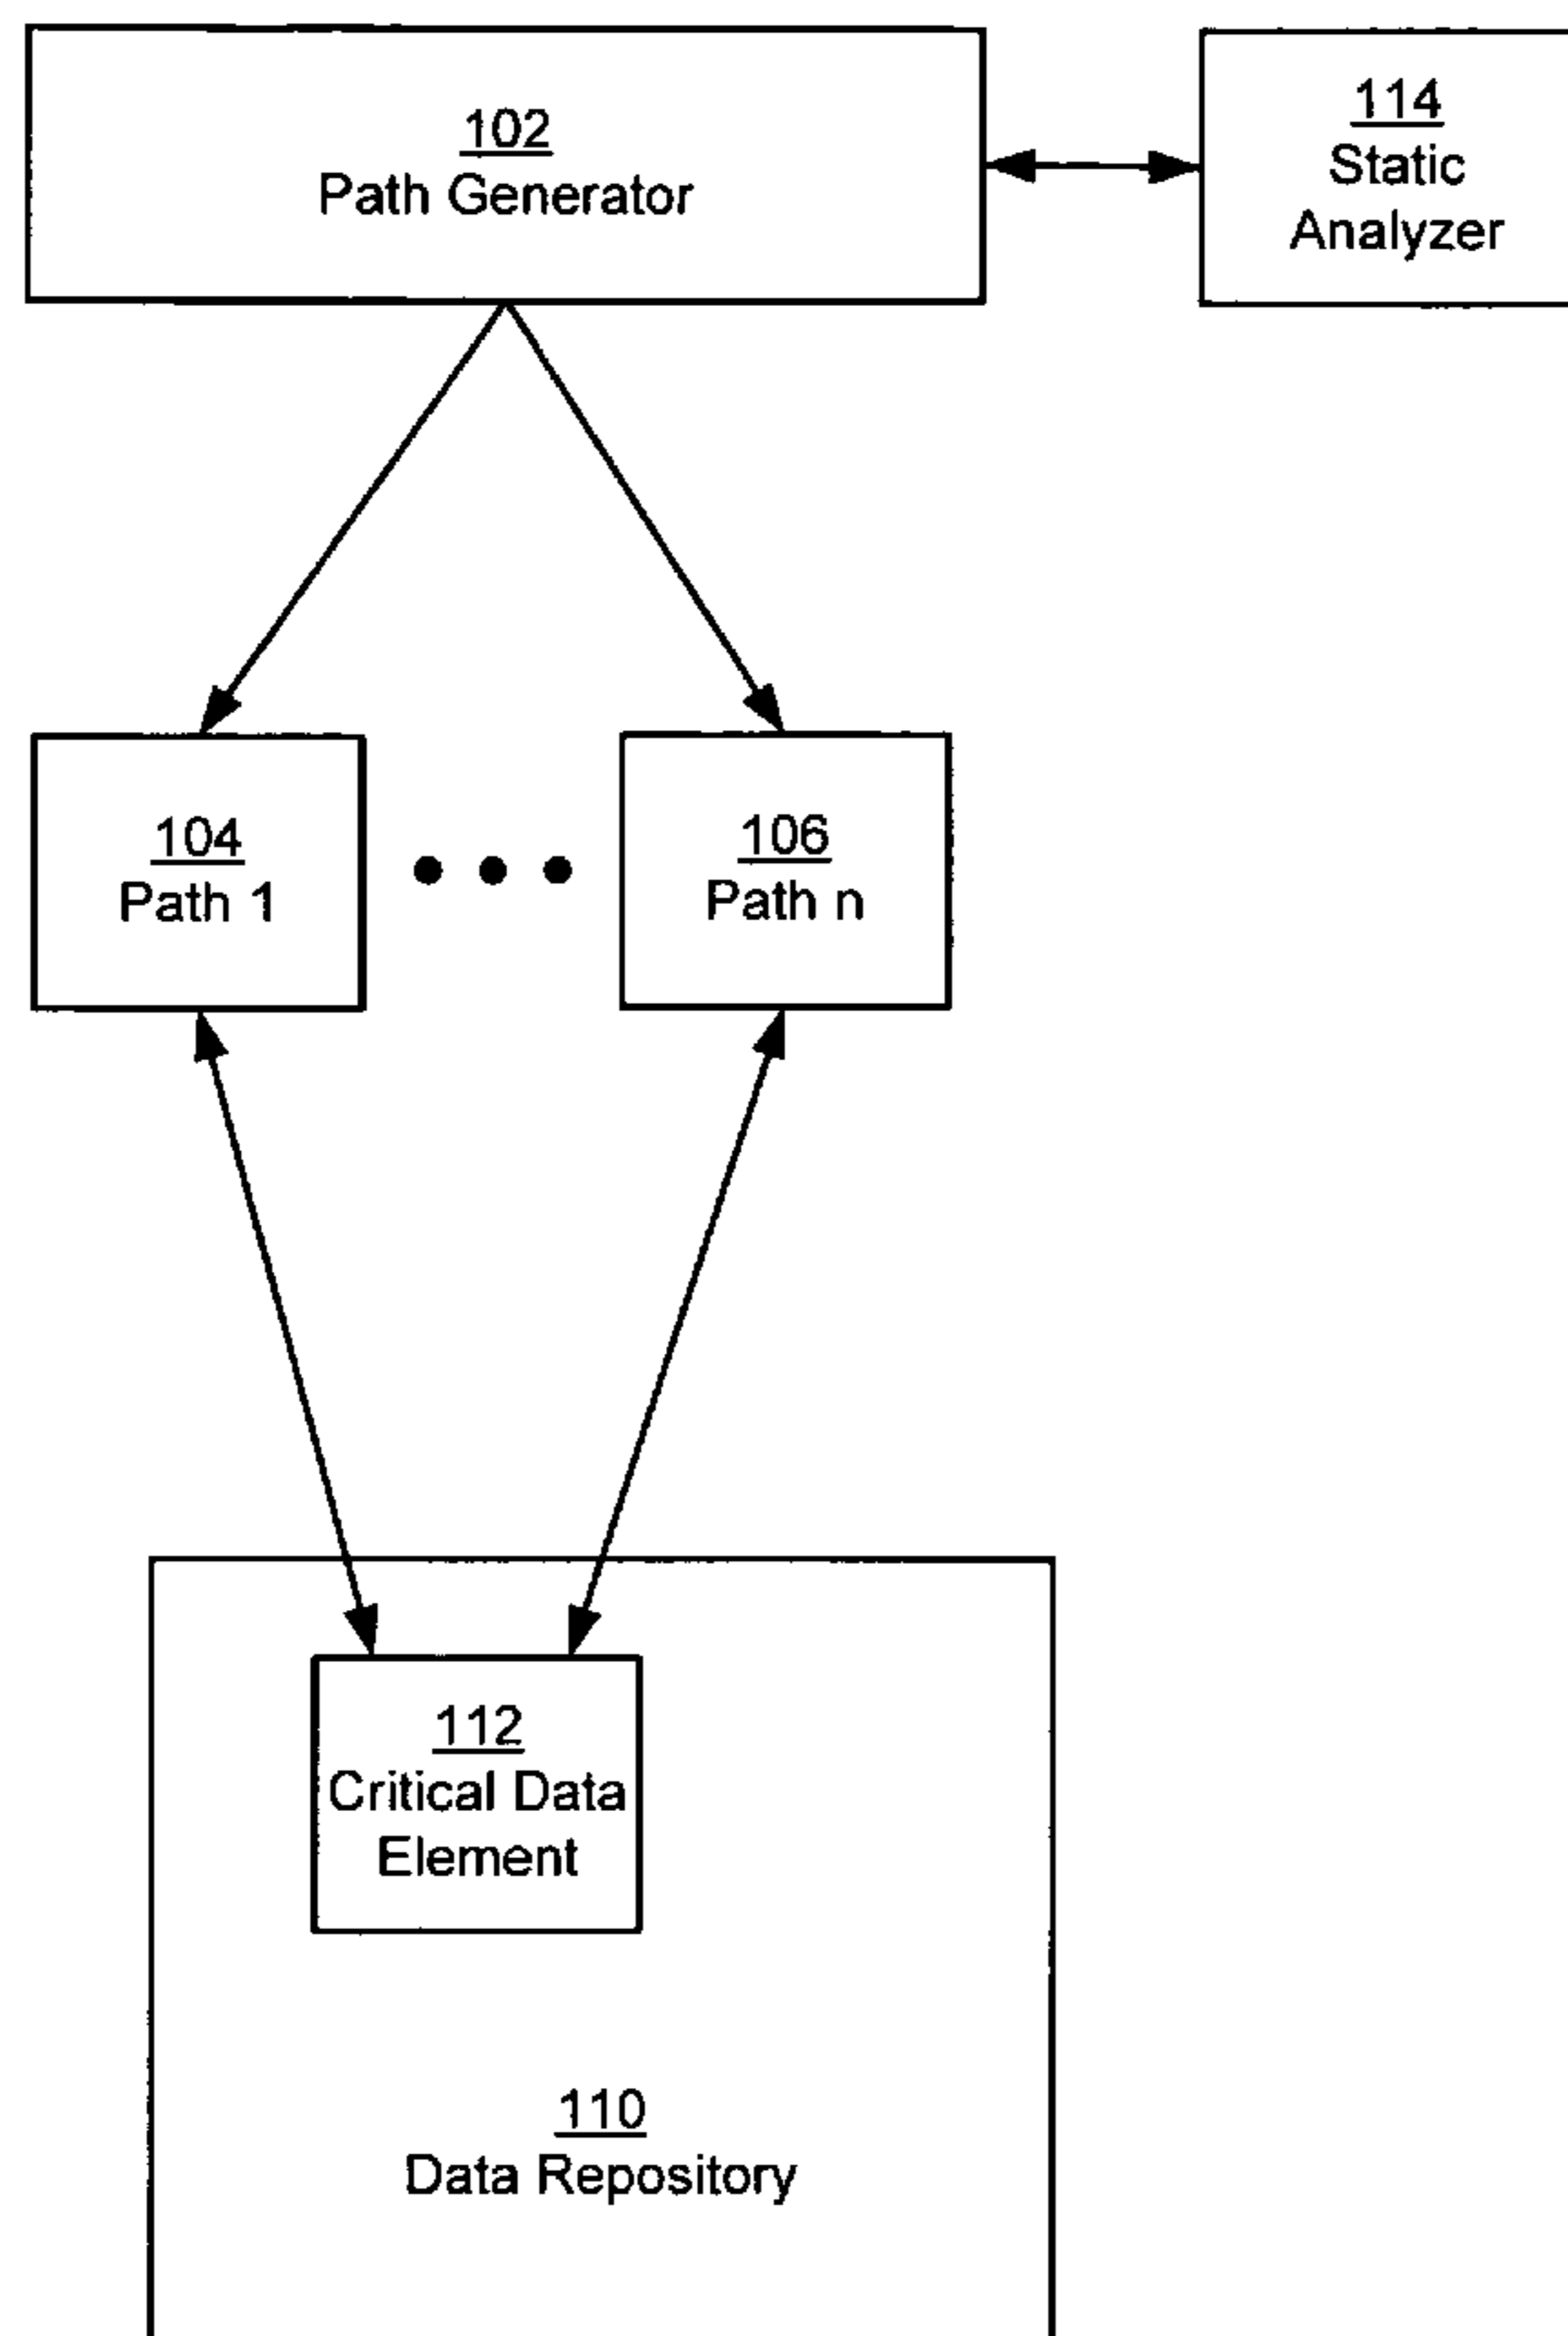 102
Path Generator
114
Static
Analyzer
104
Path 1
106
Path n
112
Critical Data
Element
110
Data Repository